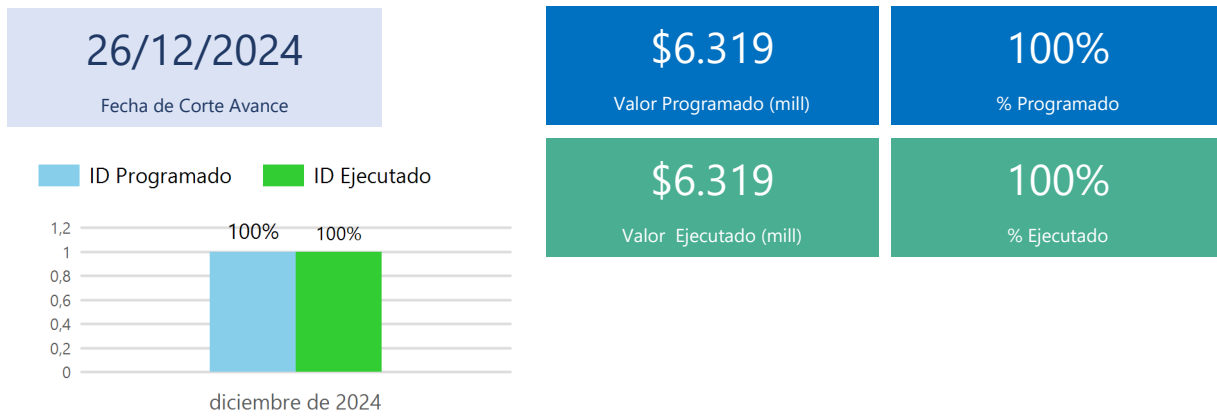 26/12/2024
Fecha de Corte Avance
$6.319
Valor Programado (mill)
100%
% Programado
$6.319
Valor  Ejecutado (mill)
100%
% Ejecutado
ID Programado
ID Ejecutado
1,2
1
0,8
0,6
0,4
0,2
0
100%
100%
diciembre de 2024